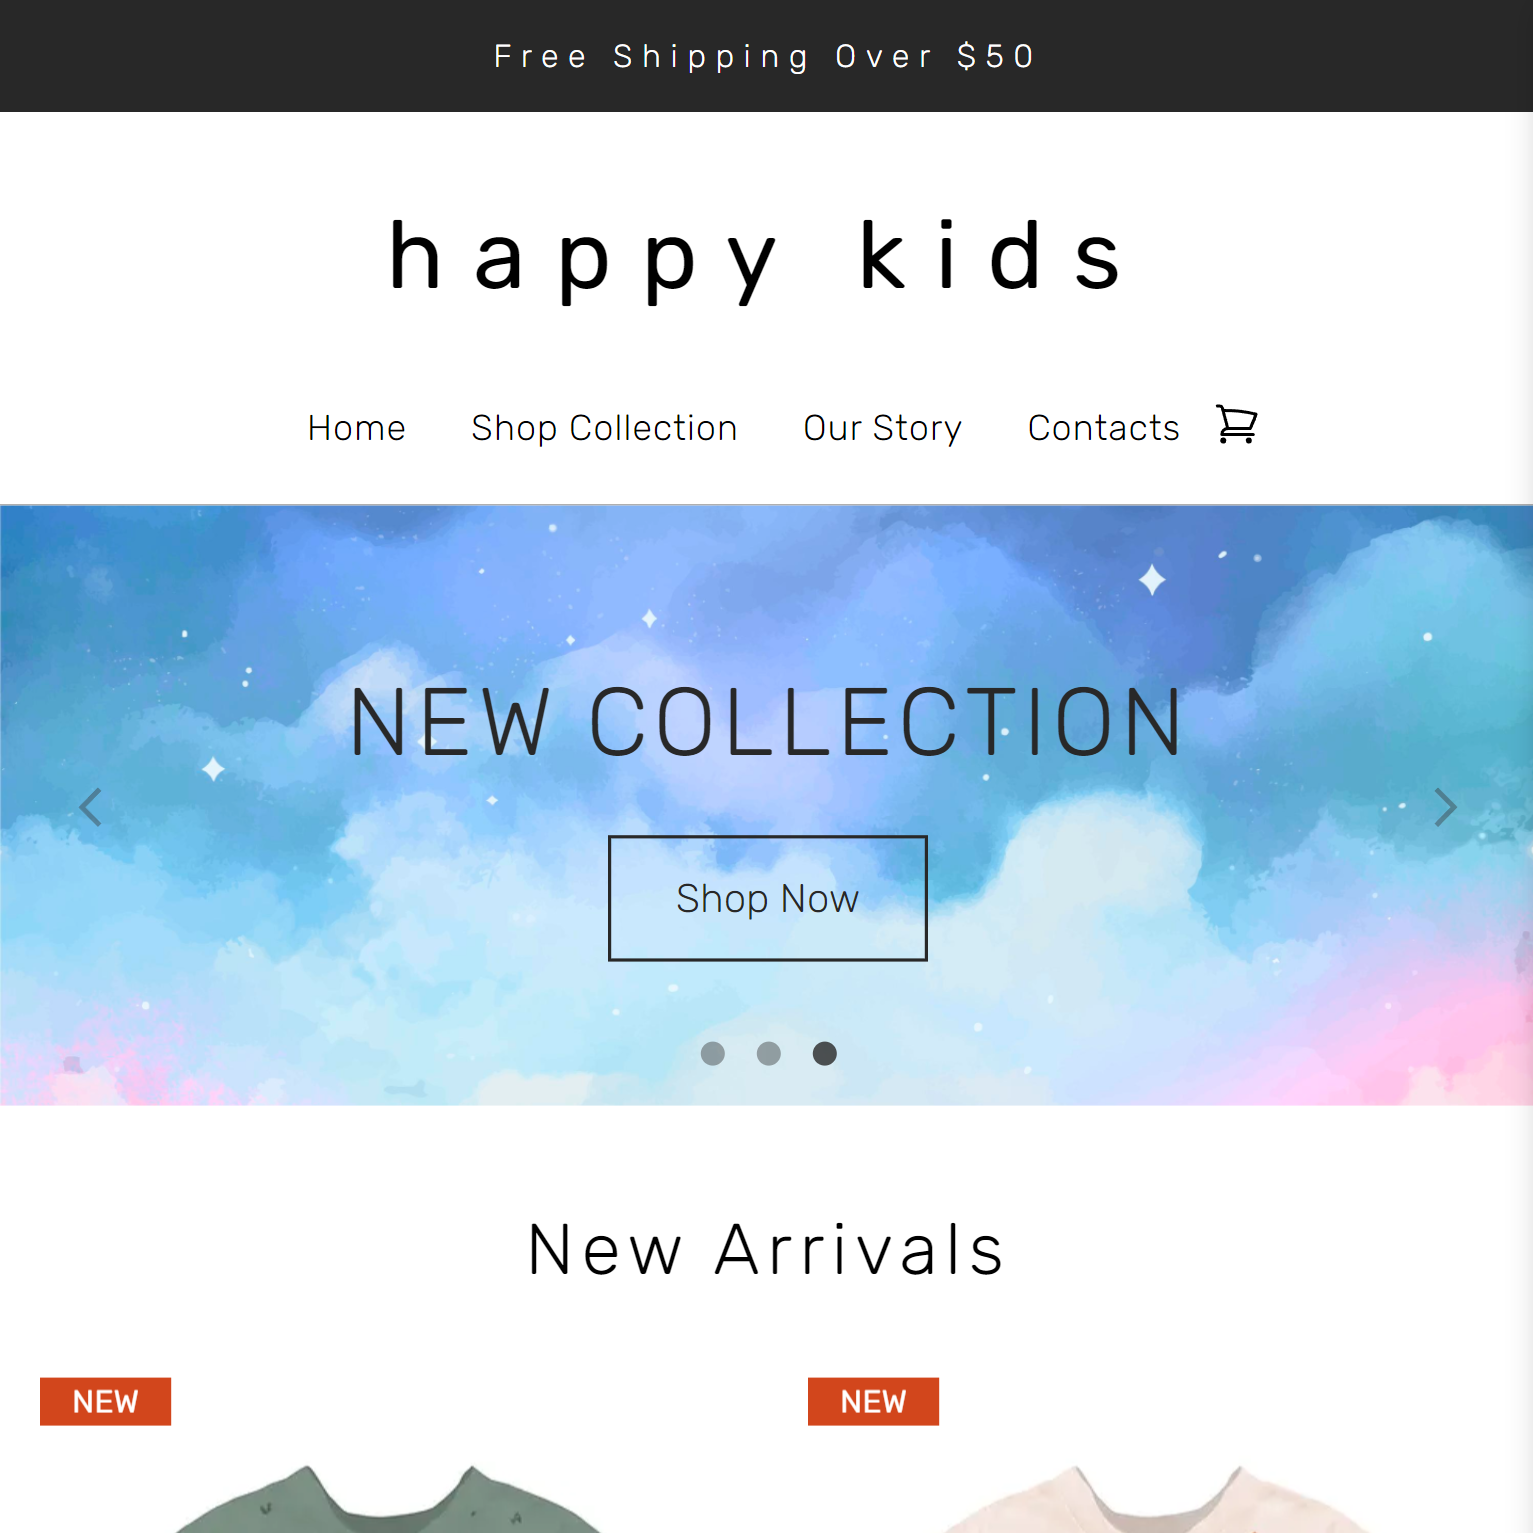 Free Shipping Over $50
happy kids
Home Shop Collection Our Story Contacts
NEW COLLECTION
Shop Now
New Arrivals
NEW NEW